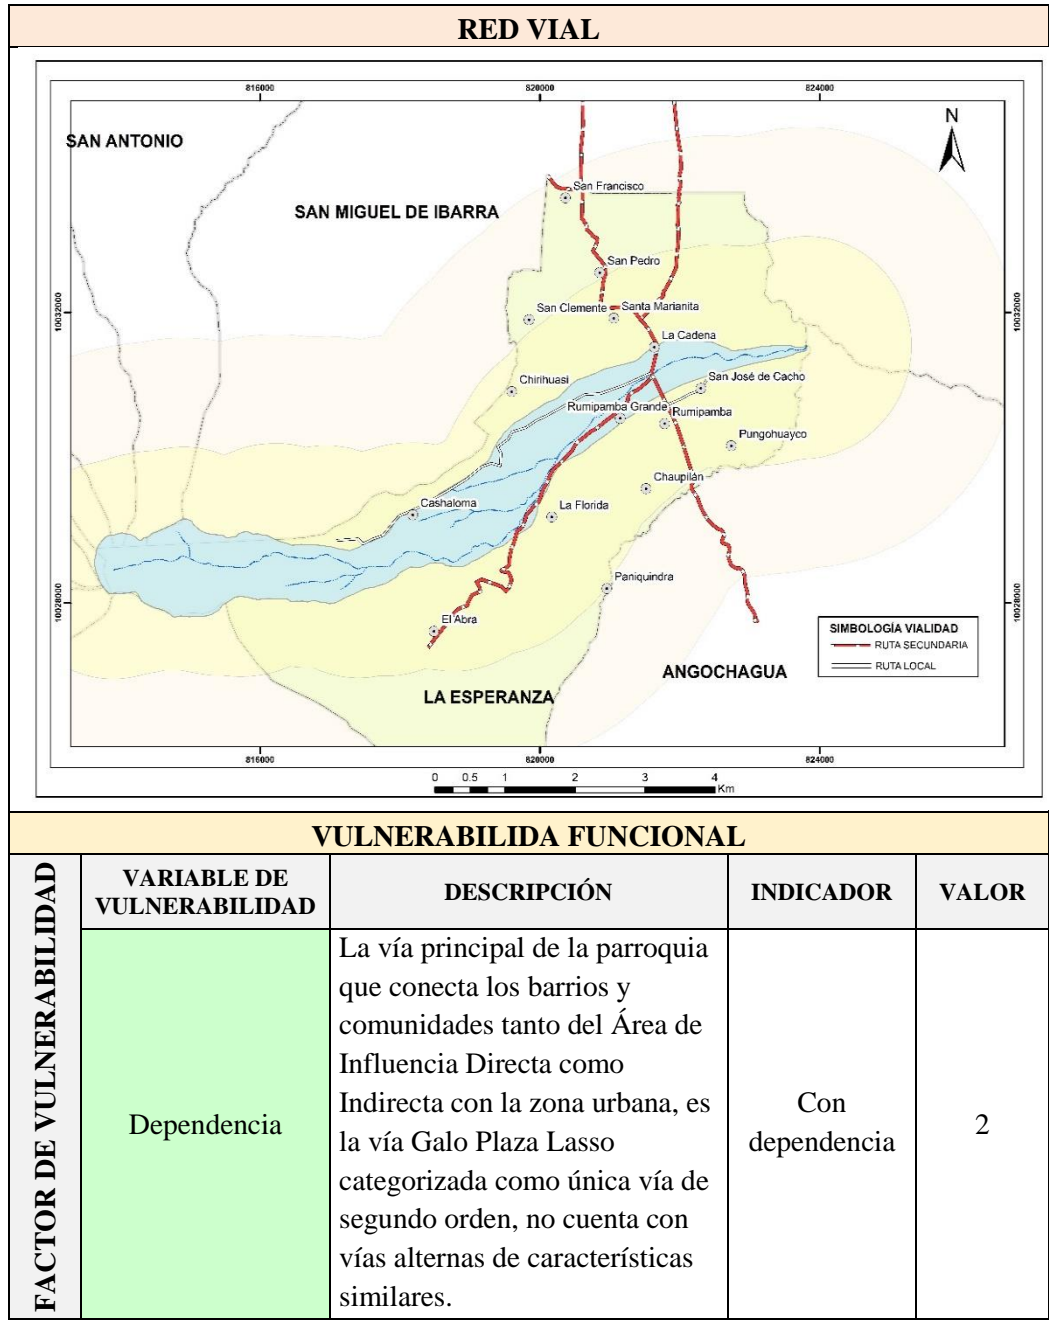 RED VIAL
816000
820000
824000
N
SAN ANTONIO
San Francisco
SAN MIGUEL DE IBARRA
San Pedro
10032000
10032000
San Clemente
Santa Marianita
La Cadena
Chirihuasi
San José de Cacho
Rumipamba Grande
Rumipamba
Pungohuayco
Chaupilán
Cashaloma
La Florida
Paniquindra
10028000
10028000
El Abra
SIMBOLOGÍA VIALIDAD
RUTA SECUNDARIA
RUTA LOCAL
ANGOCHAGUA
LA ESPERANZA
816000
820000
824000
0 0.5 1 2 3 4
Km
VULNERABILIDA FUNCIONAL
FACTOR DE VULNERABILIDAD
VARIABLE DE
VULNERABILIDAD
DESCRIPCIÓN
INDICADOR
VALOR
Dependencia
La vía principal de la parroquia
que conecta los barrios y
comunidades tanto del Área de
Influencia Directa como
Indirecta con la zona urbana, es
la vía Galo Plaza Lasso
categorizada como única vía de
segundo orden, no cuenta con
vías alternas de características
similares.
Con
dependencia
2